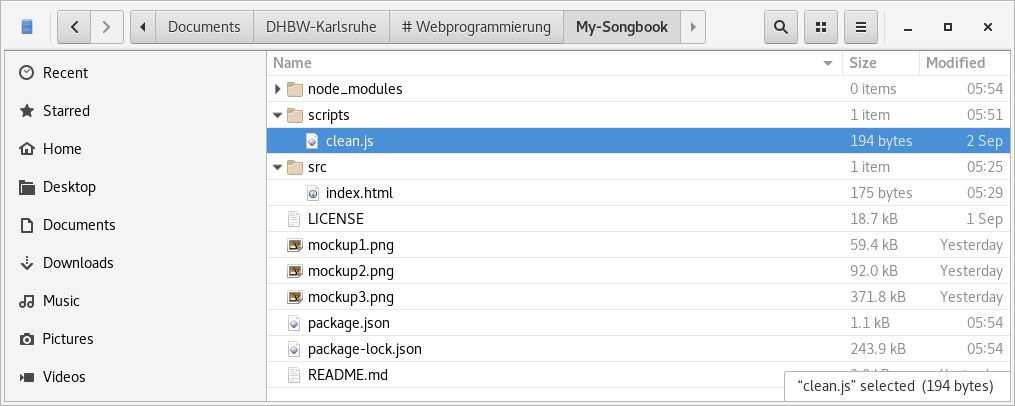 Documents DHBW-Karlsruhe # Webprogrammierung My-Songbook
Recent
Starred
Home
Desktop
Documents
Downloads
Music
Pictures
Videos
Name Size Modified
node_modules 0 items 05:54
scripts 1 item 05:51
clean.js 194 bytes 2 Sep
src 1 item 05:25
index.html 175 bytes 05:29
LICENSE 18.7 kB 1 Sep
mockup1.png 59.4 kB Yesterday
mockup2.png 92.0 kB Yesterday
mockup3.png 371.8 kB Yesterday
package.json 1.1 kB 05:54
package-lock.json 243.9 kB 05:54
README.md
“clean.js” selected (194 bytes)